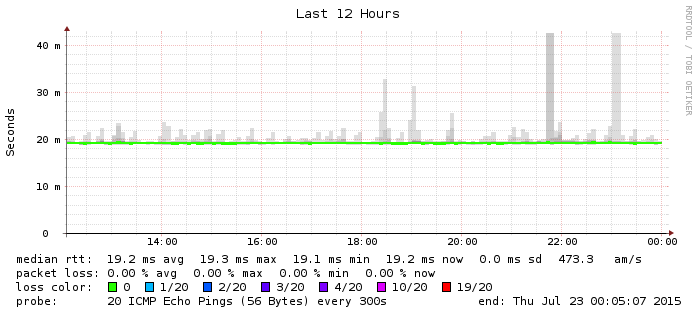 Last 12 Hours
RRDTOOL / TOBI OETIKER
Seconds
40 m
30 m
20 m
10 m
0
14:00 16:00 18:00 20:00 22:00 00:00
median rtt: 19.2 ms avg 19.3 ms max 19.1 ms min 19.2 ms now 0.0 ms sd 473.3 am/s
packet loss: 0.00 % avg 0.00 % max 0.00 % min 0.00 % now
loss color: 0 1/20 2/20 3/20 4/20 10/20 19/20
probe: 20 ICMP Echo Pings (56 Bytes) every 300s end: Thu Jul 23 00:05:07 2015